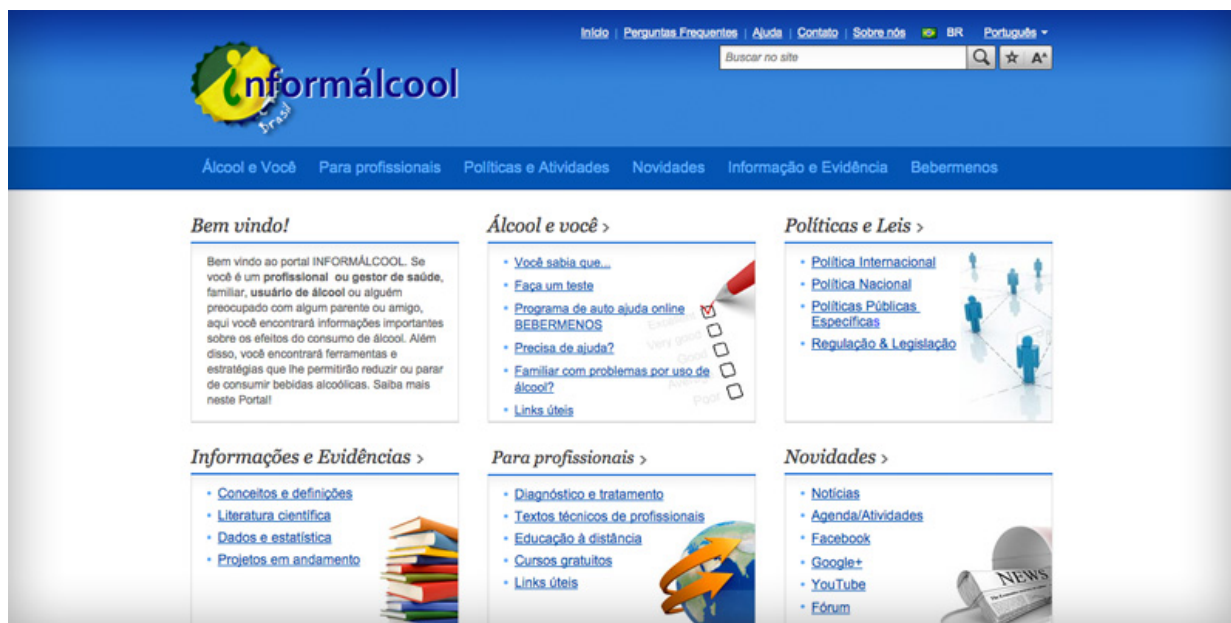 Início | Perguntas Frequentes | Ajuda | Contato | Sobre nós BR Português
Buscar no site
A+
informálcool
Brasil
Álcool e Você Para profissionais Políticas e Atividades Novidades Informação e Evidência Bebermenos
Bem vindo!
Bem vindo ao portal INFORMÁLCOOL. Se
você é um profissional ou gestor de saúde,
familiar, usuário de álcool ou alguém
preocupado com algum parente ou amigo,
aqui você encontrará informações importantes
sobre os efeitos do consumo de álcool. Além
disso, você encontrará ferramentas e
estratégias que lhe permitirão reduzir ou parar
de consumir bebidas alcoólicas. Saiba mais
neste Portal!
Álcool e você >
Você sabia que...
Faça um teste
Programa de auto ajuda online
BEBERMENOS
Precisa de ajuda?
Familiar com problemas por uso de
álcool?
Links úteis
Excellent
Very good
Good
Average
Poor
Políticas e Leis >
Política Internacional
Política Nacional
Políticas Públicas
Específicas
Regulação & Legislação
Informações e Evidências >
Conceitos e definições
Literatura científica
Dados e estatística
Projetos em andamento
Para profissionais >
Diagnóstico e tratamento
Textos técnicos de profissionais
Educação à distância
Cursos gratuitos
Links úteis
Novidades >
Notícias
Agenda/Atividades
Facebook
Google+
YouTube
Fórum
NEWS